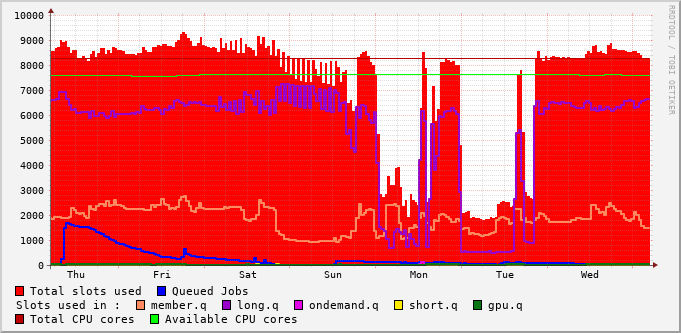 10000
9000
8000
7000
6000
5000
4000
3000
2000
1000
0
Thu Fri Sat Sun Mon Tue Wed
RRDTOOL / TOBI OETIKER
Total slots used Queued Jobs
Slots used in : member.q long.q ondemand.q short.q gpu.q
Total CPU cores Available CPU cores